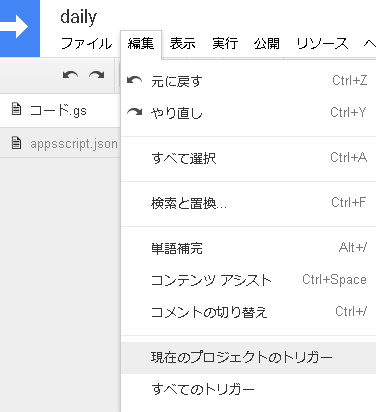 daily
ファイル 編集 表示 実行 公開 リソース ヘ
元に戻す Ctrl+Z
やり直し Ctrl+Y
コード.gs
appsscript.json
すべて選択 Ctrl+A
検索と置換... Ctrl+F
単語補完 Alt+/
コンテンツ アシスト Ctrl+Space
コメントの切り替え Ctrl+/
現在のプロジェクトのトリガー
すべてのトリガー